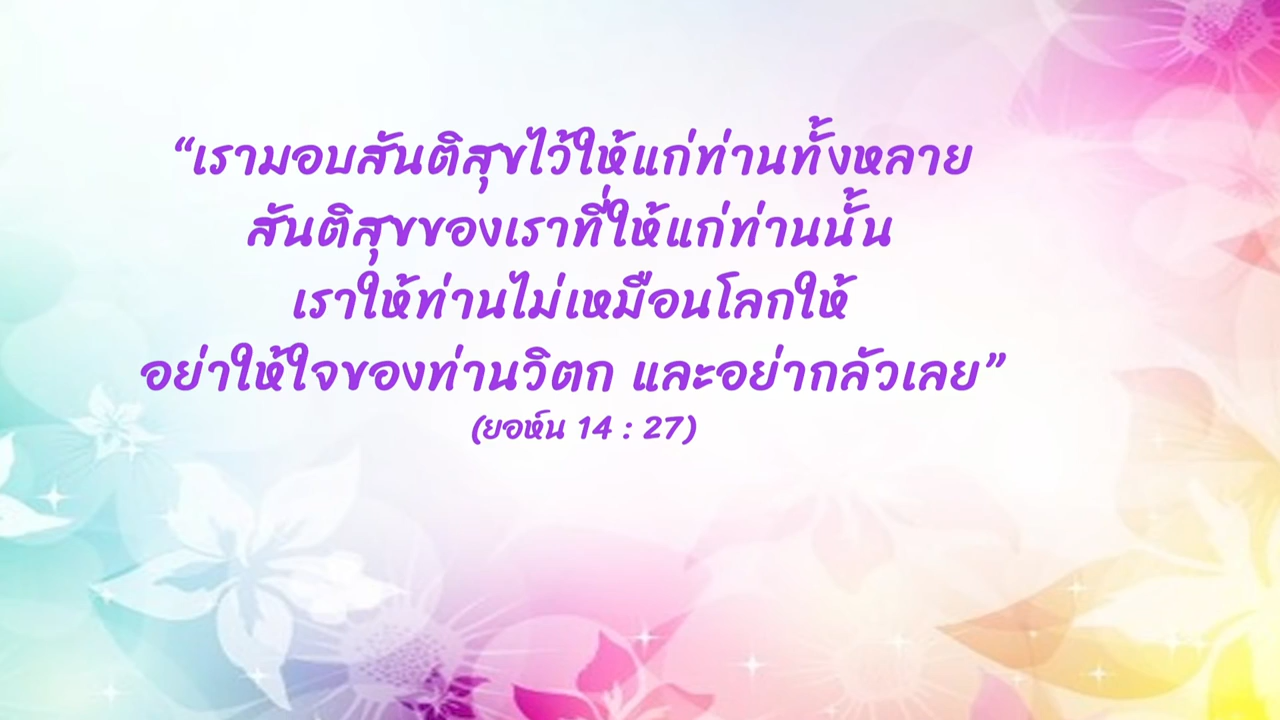 “เรามอบสันติสุขไว้ให้แก่ท่านทั้งหลาย
สันติสุขของเราที่ให้แก่ท่านนั้น
เราให้ท่านไม่เหมือนโลกให้
อย่าให้ใจของท่านวิตก และอย่ากลัวเลย”
(ยอห์น 14 : 27)